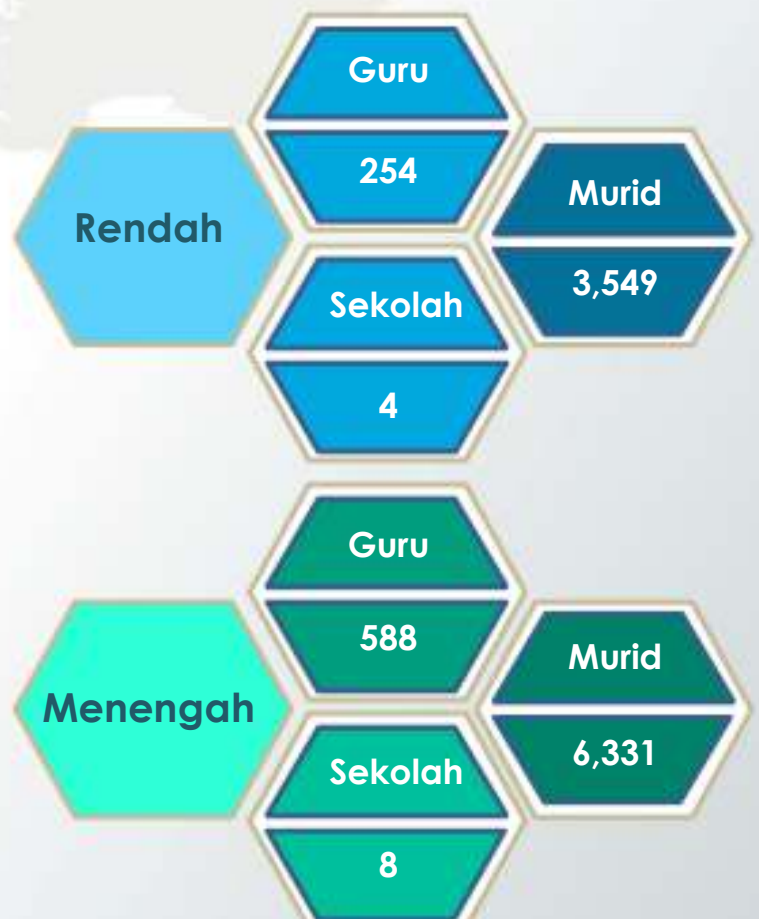 Rendah
Guru
254
Sekolah
4
Murid
3,549
Menengah
Guru
588
Sekolah
8
Murid
6,331